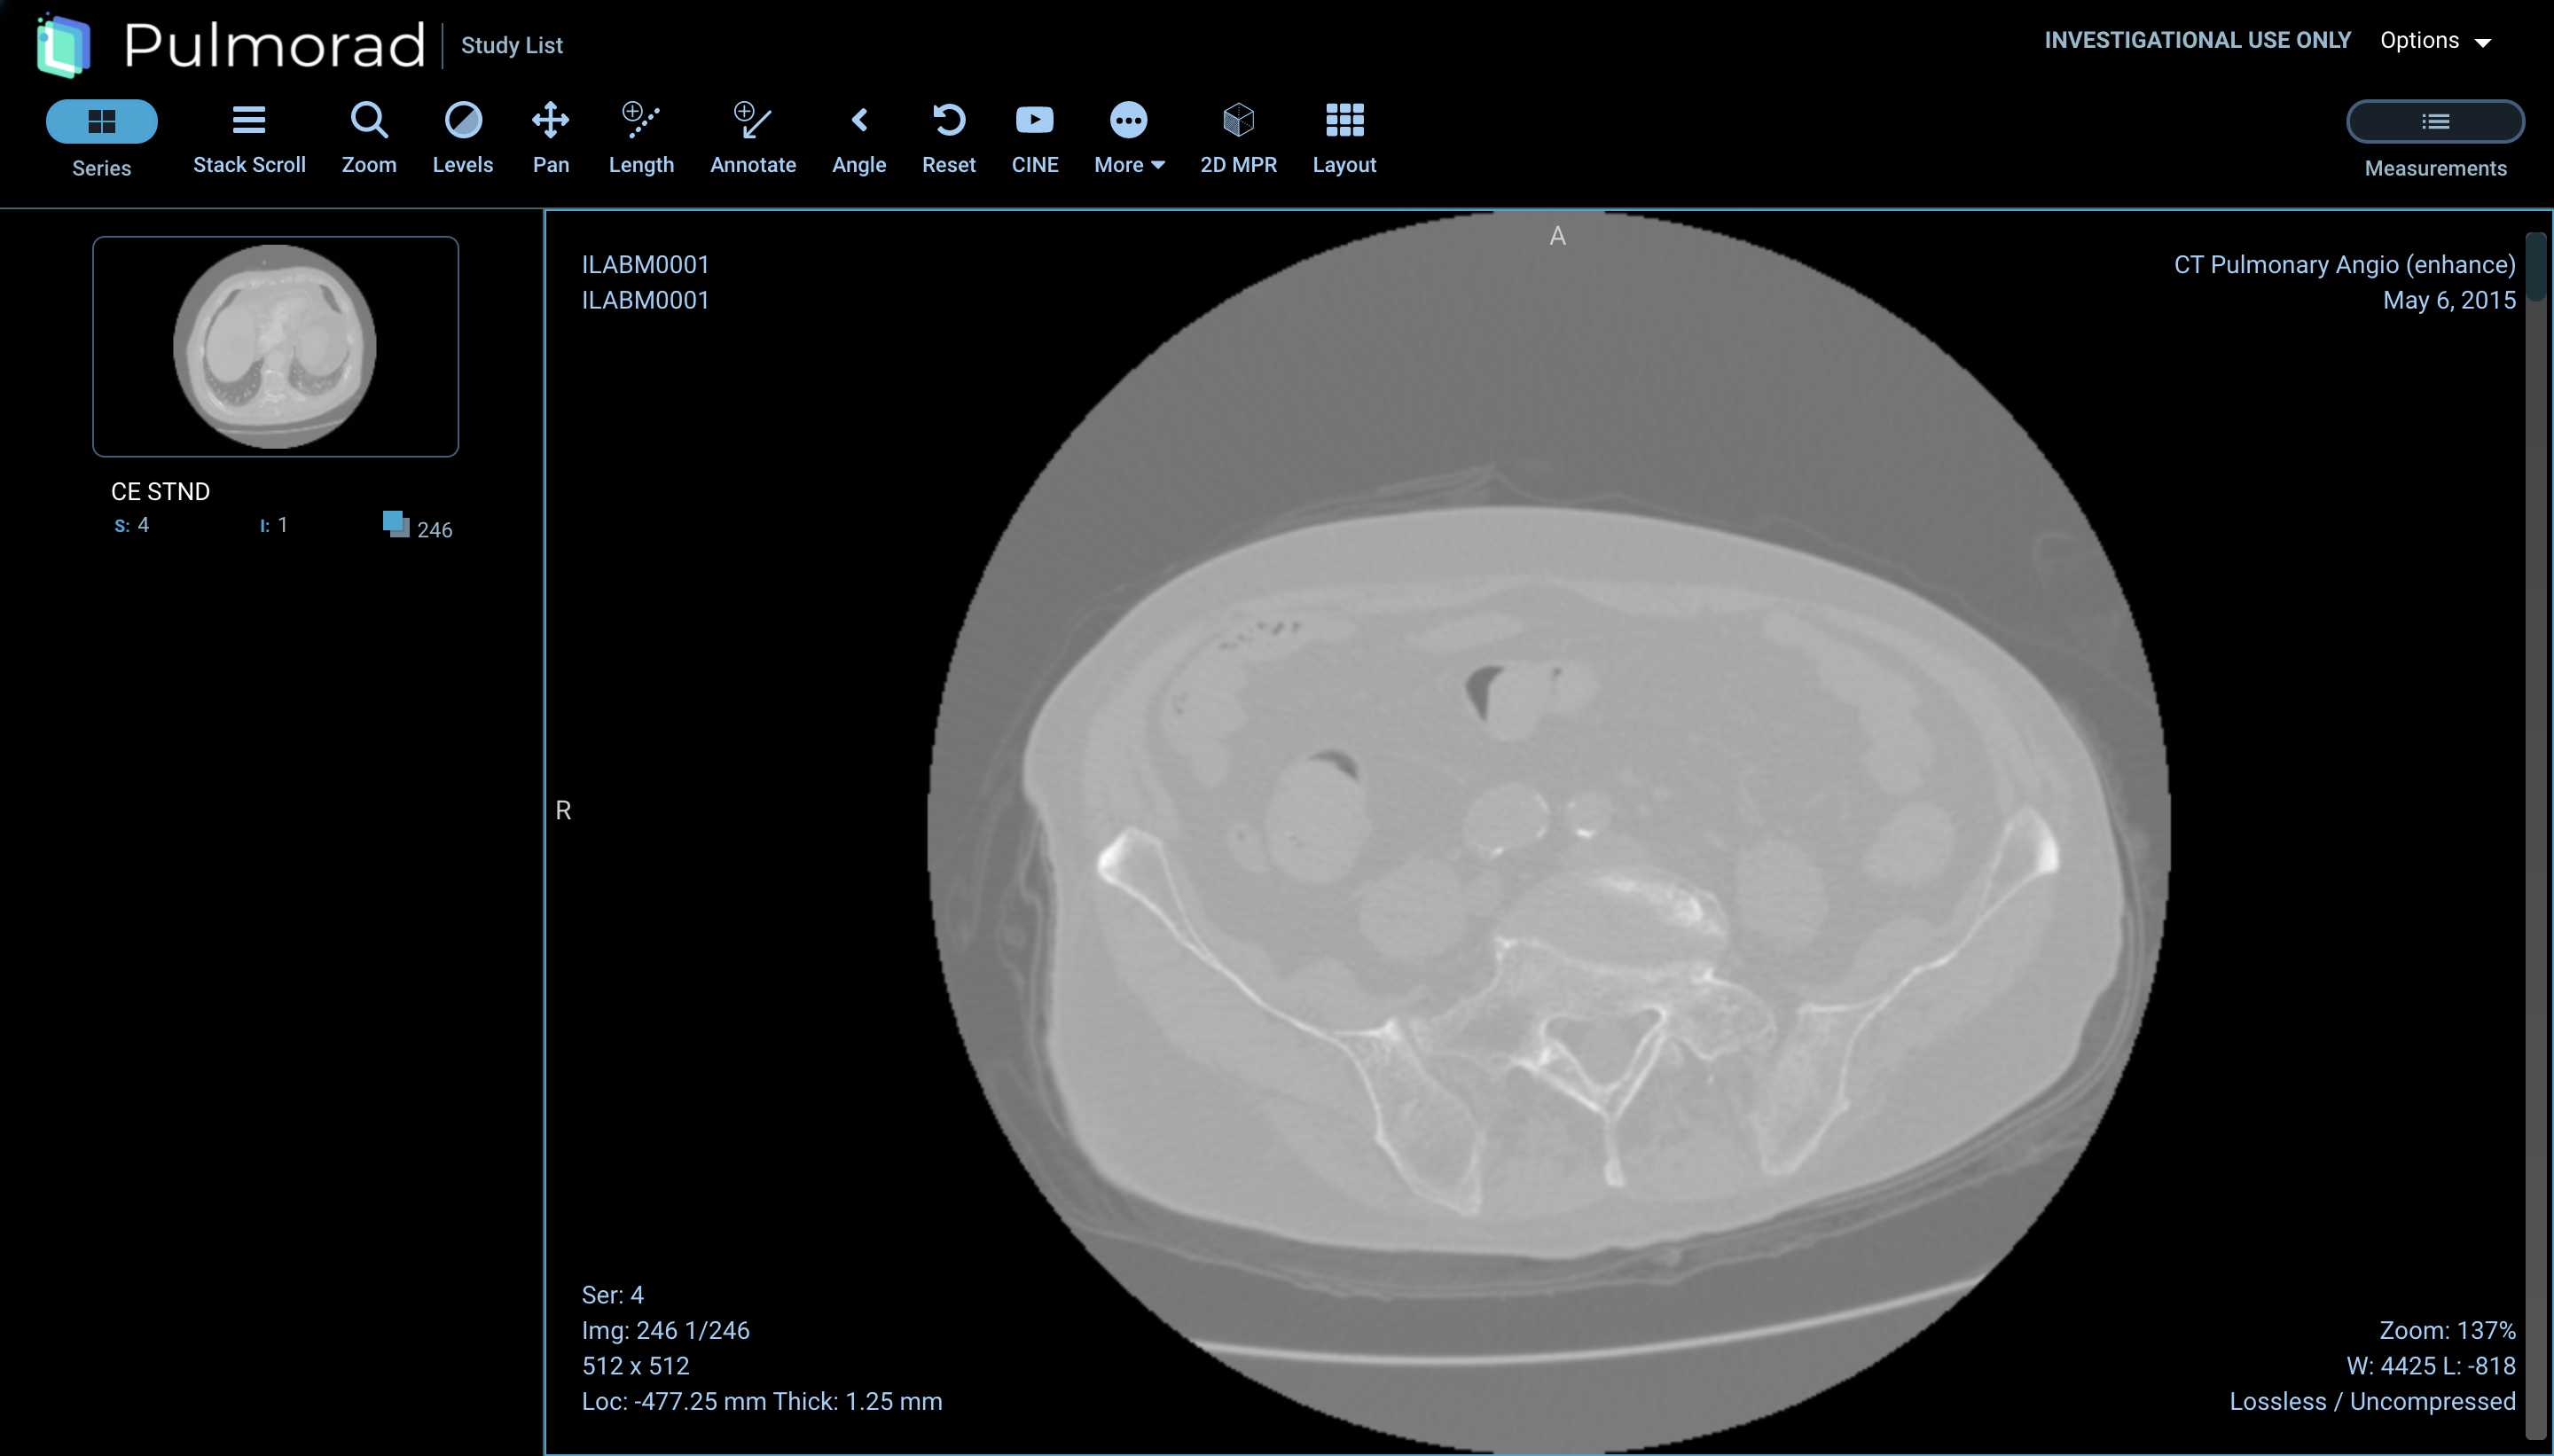 Pulmorad
Study List
INVESTIGATIONAL USE ONLY
Options
Series
Stack Scroll
Zoom
Levels
Pan
Length
Annotate
Angle
Reset
CINE
More
2D MPR
Layout
Measurements
CE STND
S: 4
I: 1
246
A
R
ILABM0001
ILABM0001
CT Pulmonary Angio (enhance)
May 6, 2015
Ser: 4
Img: 246 1/246
512 x 512
Loc: -477.25 mm Thick: 1.25 mm
Zoom: 137%
W: 4425 L: -818
Lossless / Uncompressed